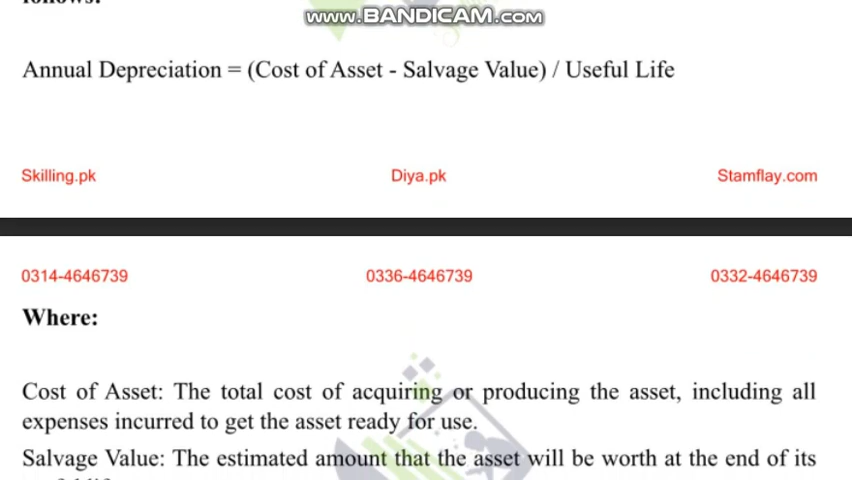 www.BANDICAM.com
Annual Depreciation = (Cost of Asset - Salvage Value) / Useful Life
Skilling.pk Diya.pk Stamflay.com
0314-4646739 0336-4646739 0332-4646739
Where:
Cost of Asset: The total cost of acquiring or producing the asset, including all
expenses incurred to get the asset ready for use.
Salvage Value: The estimated amount that the asset will be worth at the end of its